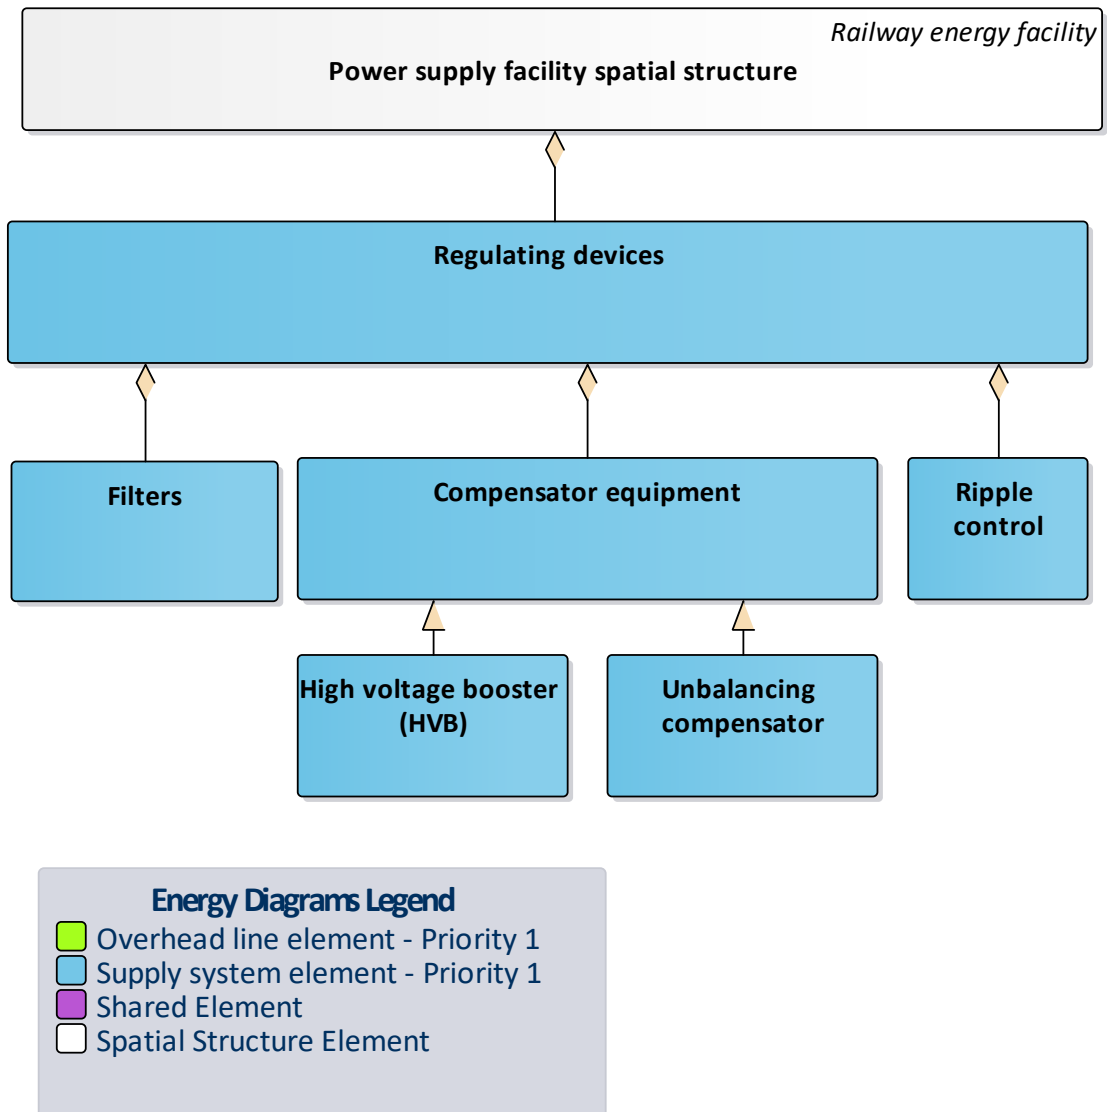 Railway energy facility
Power supply facility spatial structure
Regulating devices
Filters
Compensator equipment
Ripple
control
High voltage booster
(HVB)
Unbalancing
compensator
Energy Diagrams Legend
Overhead line element - Priority 1
Supply system element - Priority 1
Shared Element
Spatial Structure Element